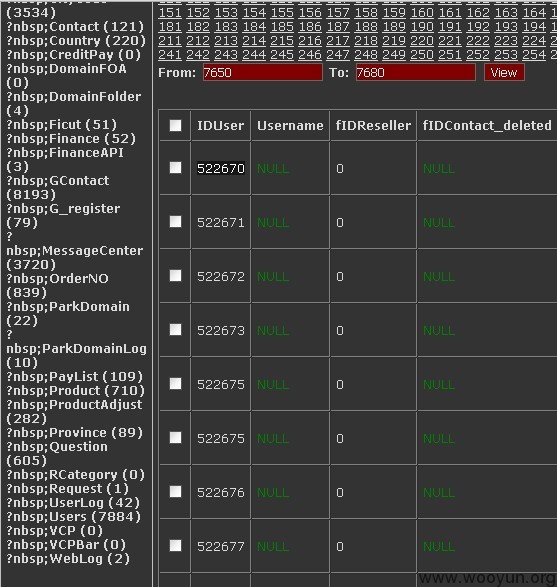 (3534)
?nbsp;Contact (121)
?nbsp;Country (220)
?nbsp;CreditPay (0)
?nbsp;DomainFOA
(0)
?nbsp;DomainFolder
(4)
?nbsp;Ficut (51)
?nbsp;Finance (52)
?nbsp;FinanceAPI
(3)
?nbsp;GContact
(8193)
?nbsp;G_register
(79)
?
nbsp;MessageCenter
(3720)
?nbsp;OrderNO
(839)
?nbsp;ParkDomain
(22)
?
nbsp;ParkDomainLog
(10)
?nbsp;PayList (109)
?nbsp;Product (710)
?nbsp;ProductAdjust
(282)
?nbsp;Province (89)
?nbsp;Question
(605)
?nbsp;RCategory (0)
?nbsp;Request (1)
?nbsp;UserLog (42)
?nbsp;Users (7884)
?nbsp;VCP (0)
?nbsp;VCPBar (0)
?nbsp;WebLog (2)
151 152 153 154 155 156 157 158 159 160 161 162 163 164
181 182 183 184 185 186 187 188 189 190 191 192 193 194
211 212 213 214 215 216 217 218 219 220 221 222 223 224
241 242 243 244 245 246 247 248 249 250 251 252 253 254
From: 7650 To: 7680 View
IDUser Username fIDReseller fIDContact_deleted
522670 NULL 0 NULL
522671 NULL 0 NULL
522672 NULL 0 NULL
522673 NULL 0 NULL
522675 NULL 0 NULL
522675 NULL 0 NULL
522676 NULL 0 NULL
522677 NULL 0 NULL
www.wooyun.org